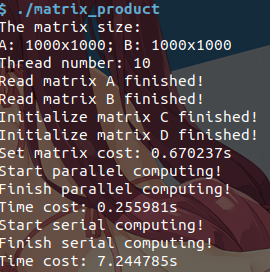 $ ./matrix_product
The matrix size:
A: 1000x1000; B: 1000x1000
Thread number: 10
Read matrix A finished!
Read matrix B finished!
Initialize matrix C finished!
Initialize matrix D finished!
Set matrix cost: 0.670237s
Start parallel computing!
Finish parallel computing!
Time cost: 0.255981s
Start serial computing!
Finish serial computing!
Time cost: 7.244785s